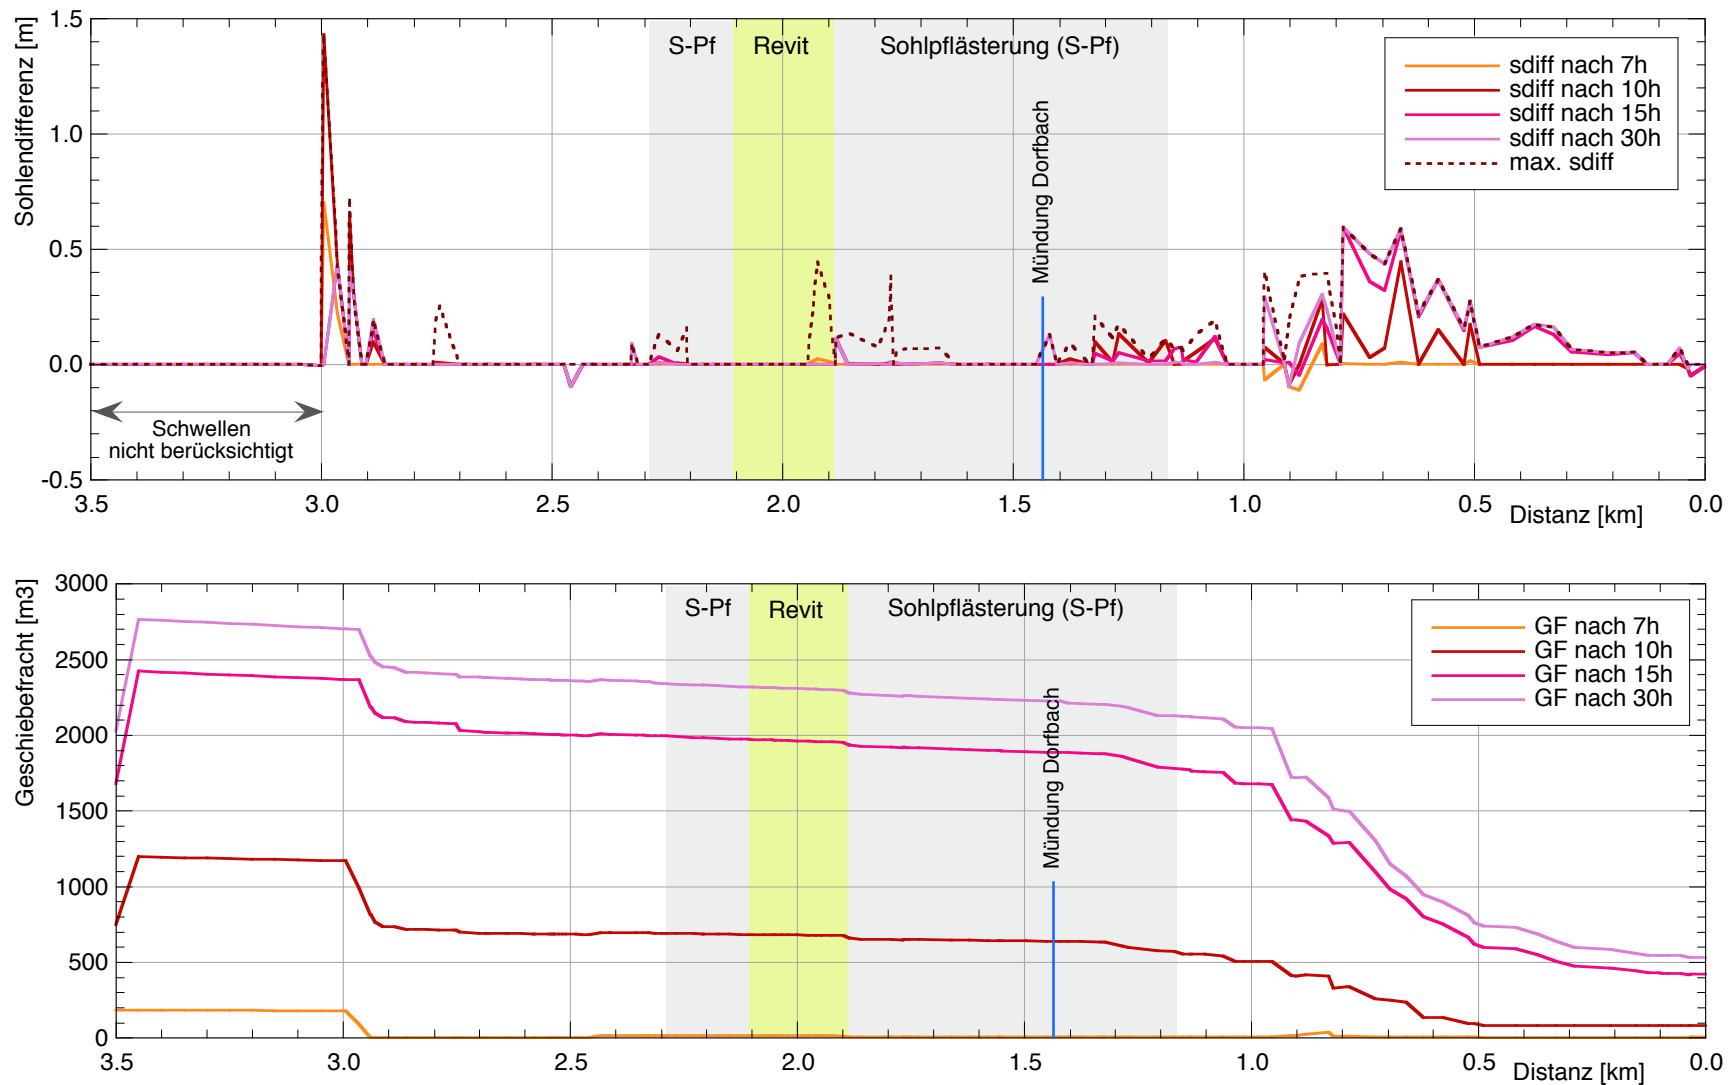 Sohlendifferenz [m]
1.5
1.0
0.5
0.0
-0.5
S-Pf
Revit
Sohlpflästerung (S-Pf)
Mündung Dorfbach
sdiff nach 7h
sdiff nach 10h
sdiff nach 15h
sdiff nach 30h
max. sdiff
Schwellen
nicht berücksichtigt
3.5 3.0 2.5 2.0 1.5 1.0 0.5 0.0
Distanz [km]
Geschiebefracht [m3]
3000
2500
2000
1500
1000
500
0
S-Pf
Revit
Sohlpflästerung (S-Pf)
Mündung Dorfbach
GF nach 7h
GF nach 10h
GF nach 15h
GF nach 30h
3.5 3.0 2.5 2.0 1.5 1.0 0.5 0.0
Distanz [km]